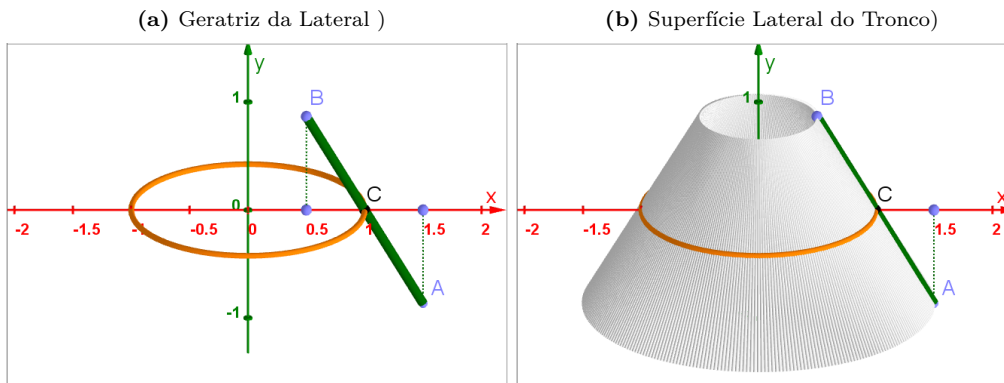 (a) Geratriz da Lateral )
(b) Superfície Lateral do Tronco)
y
B
1
C
x
0
-2
-1.5
-1
-0.5
0
0.5
1
1.5
2
A
-1
y
B
1
C
x
-2
-1.5
1.5
2
A